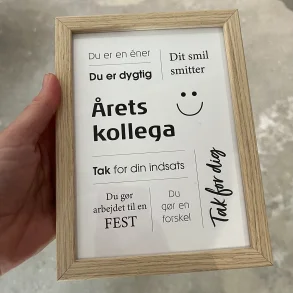 Du er en éner
Du er dygtig
Dit smil
smitter
Årets
kollega
Tak for din indsats
Du gør
arbejdet til en
FEST
Du
gør en
forskel
Tak for dig